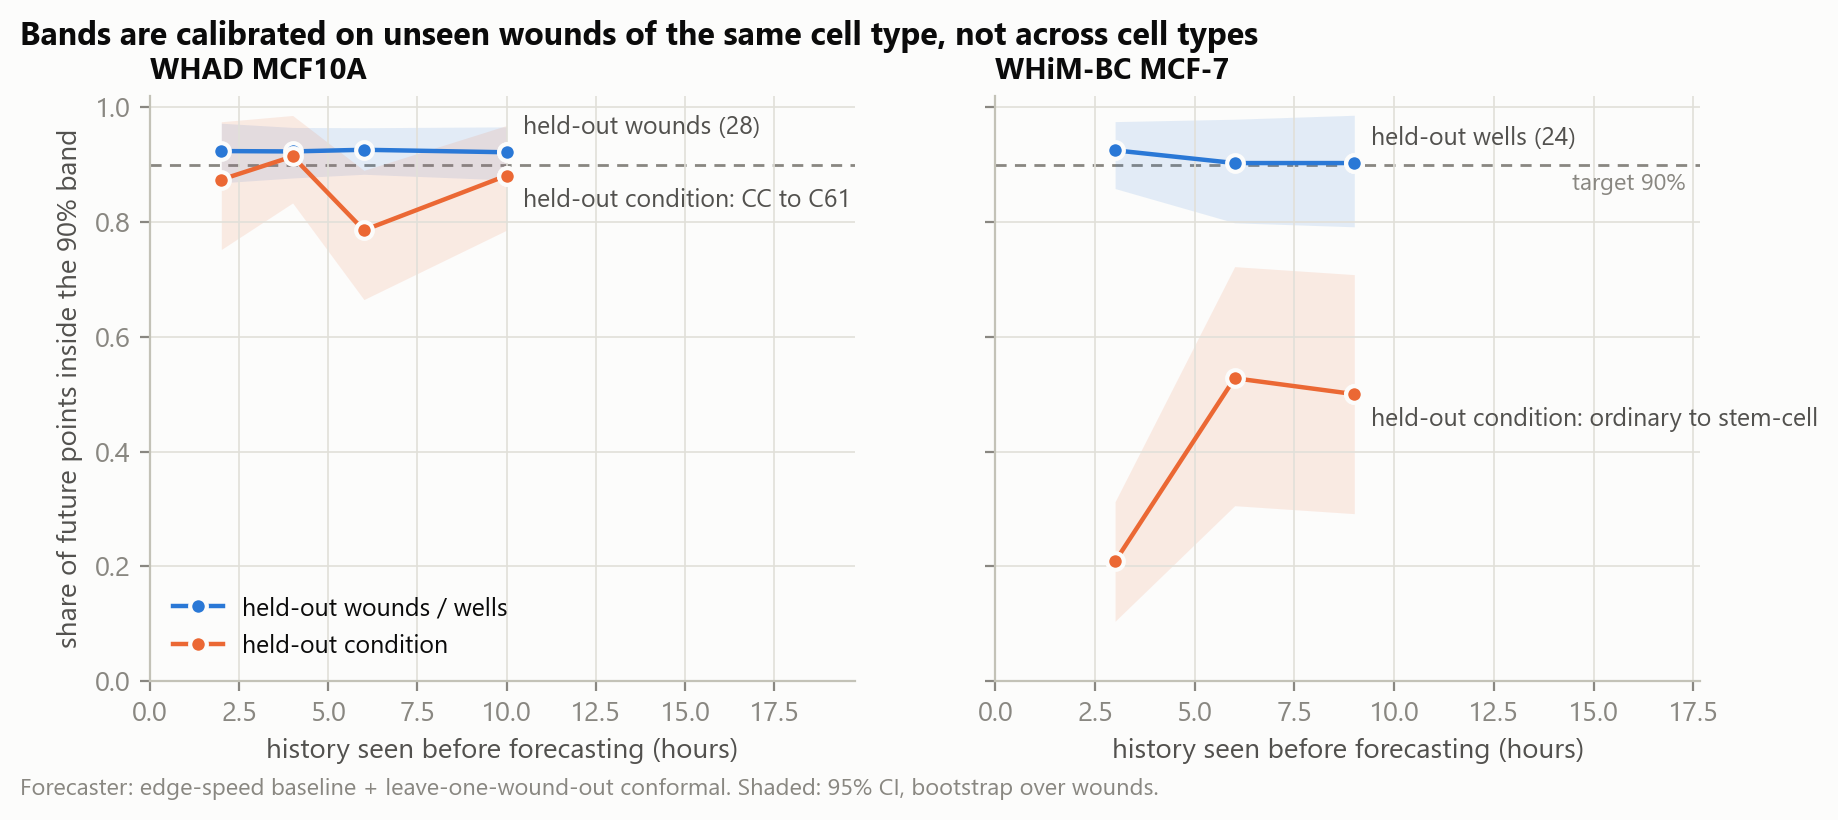 Bands are calibrated on unseen wounds of the same cell type, not across cell types
WHAD MCF10A
share of future points inside the 90% band
1.0
0.8
0.6
0.4
0.2
0.0
held-out wounds (28)
held-out condition: CC to C61
held-out wounds / wells
held-out condition
0.0 2.5 5.0 7.5 10.0 12.5 15.0 17.5
history seen before forecasting (hours)
WHiM-BC MCF-7
held-out wells (24)
target 90%
held-out condition: ordinary to stem-cell
0.0 2.5 5.0 7.5 10.0 12.5 15.0 17.5
history seen before forecasting (hours)
Forecaster: edge-speed baseline + leave-one-wound-out conformal. Shaded: 95% CI, bootstrap over wounds.